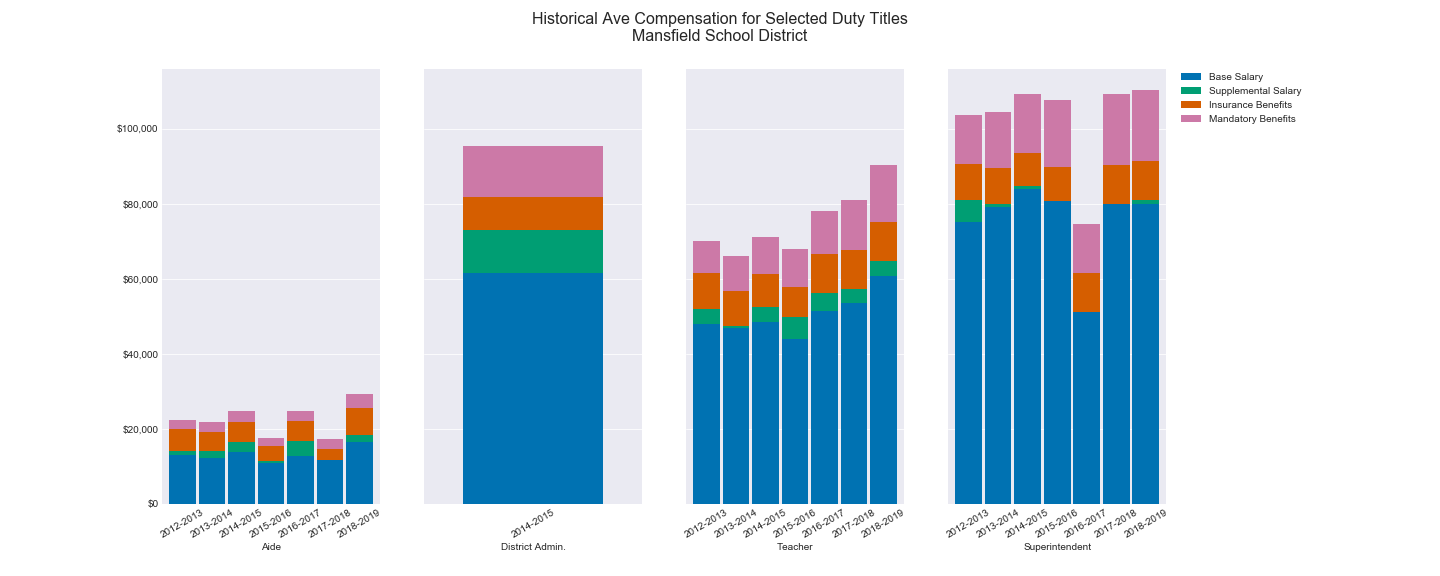 Historical Ave Compensation for Selected Duty Titles
Mansfield School District
Base Salary
Supplemental Salary
Insurance Benefits
Mandatory Benefits
$100,000
$80,000
$60,000
$40,000
$20,000
$0
2012-2013
2013-2014
2014-2015
2015-2016
2016-2017
2017-2018
2018-2019
Aide
2014-2015
District Admin.
2012-2013
2013-2014
2014-2015
2015-2016
2016-2017
2017-2018
2018-2019
Teacher
2012-2013
2013-2014
2014-2015
2015-2016
2016-2017
2017-2018
2018-2019
Superintendent